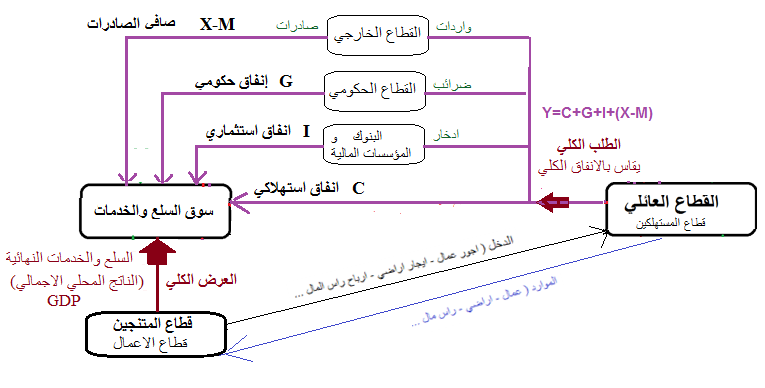 صافى الصادرات X-M
صادرات
القطاع الخارجي
واردات
إنفاق حكومي G
القطاع الحكومي
ضرائب
Y=C+G+I+(X-M)
انفاق استثماري I
البنوك و
المؤسسات المالية
ادخار
الطلب الكلي
يقاس بالانفاق الكلي
انفاق استهلاكي C
سوق السلع والخدمات
القطاع العائلي
قطاع المستهلكين
السلع والخدمات النهائية
(الناتج المحلي الاجمالي)
GDP
العرض الكلي
الدخل ( اجور عمال - ايجار اراضي - ارباح راس المال ...
الموارد ( عمال - اراضي - راس مال ...
قطاع المنتجين
قطاع الاعمال